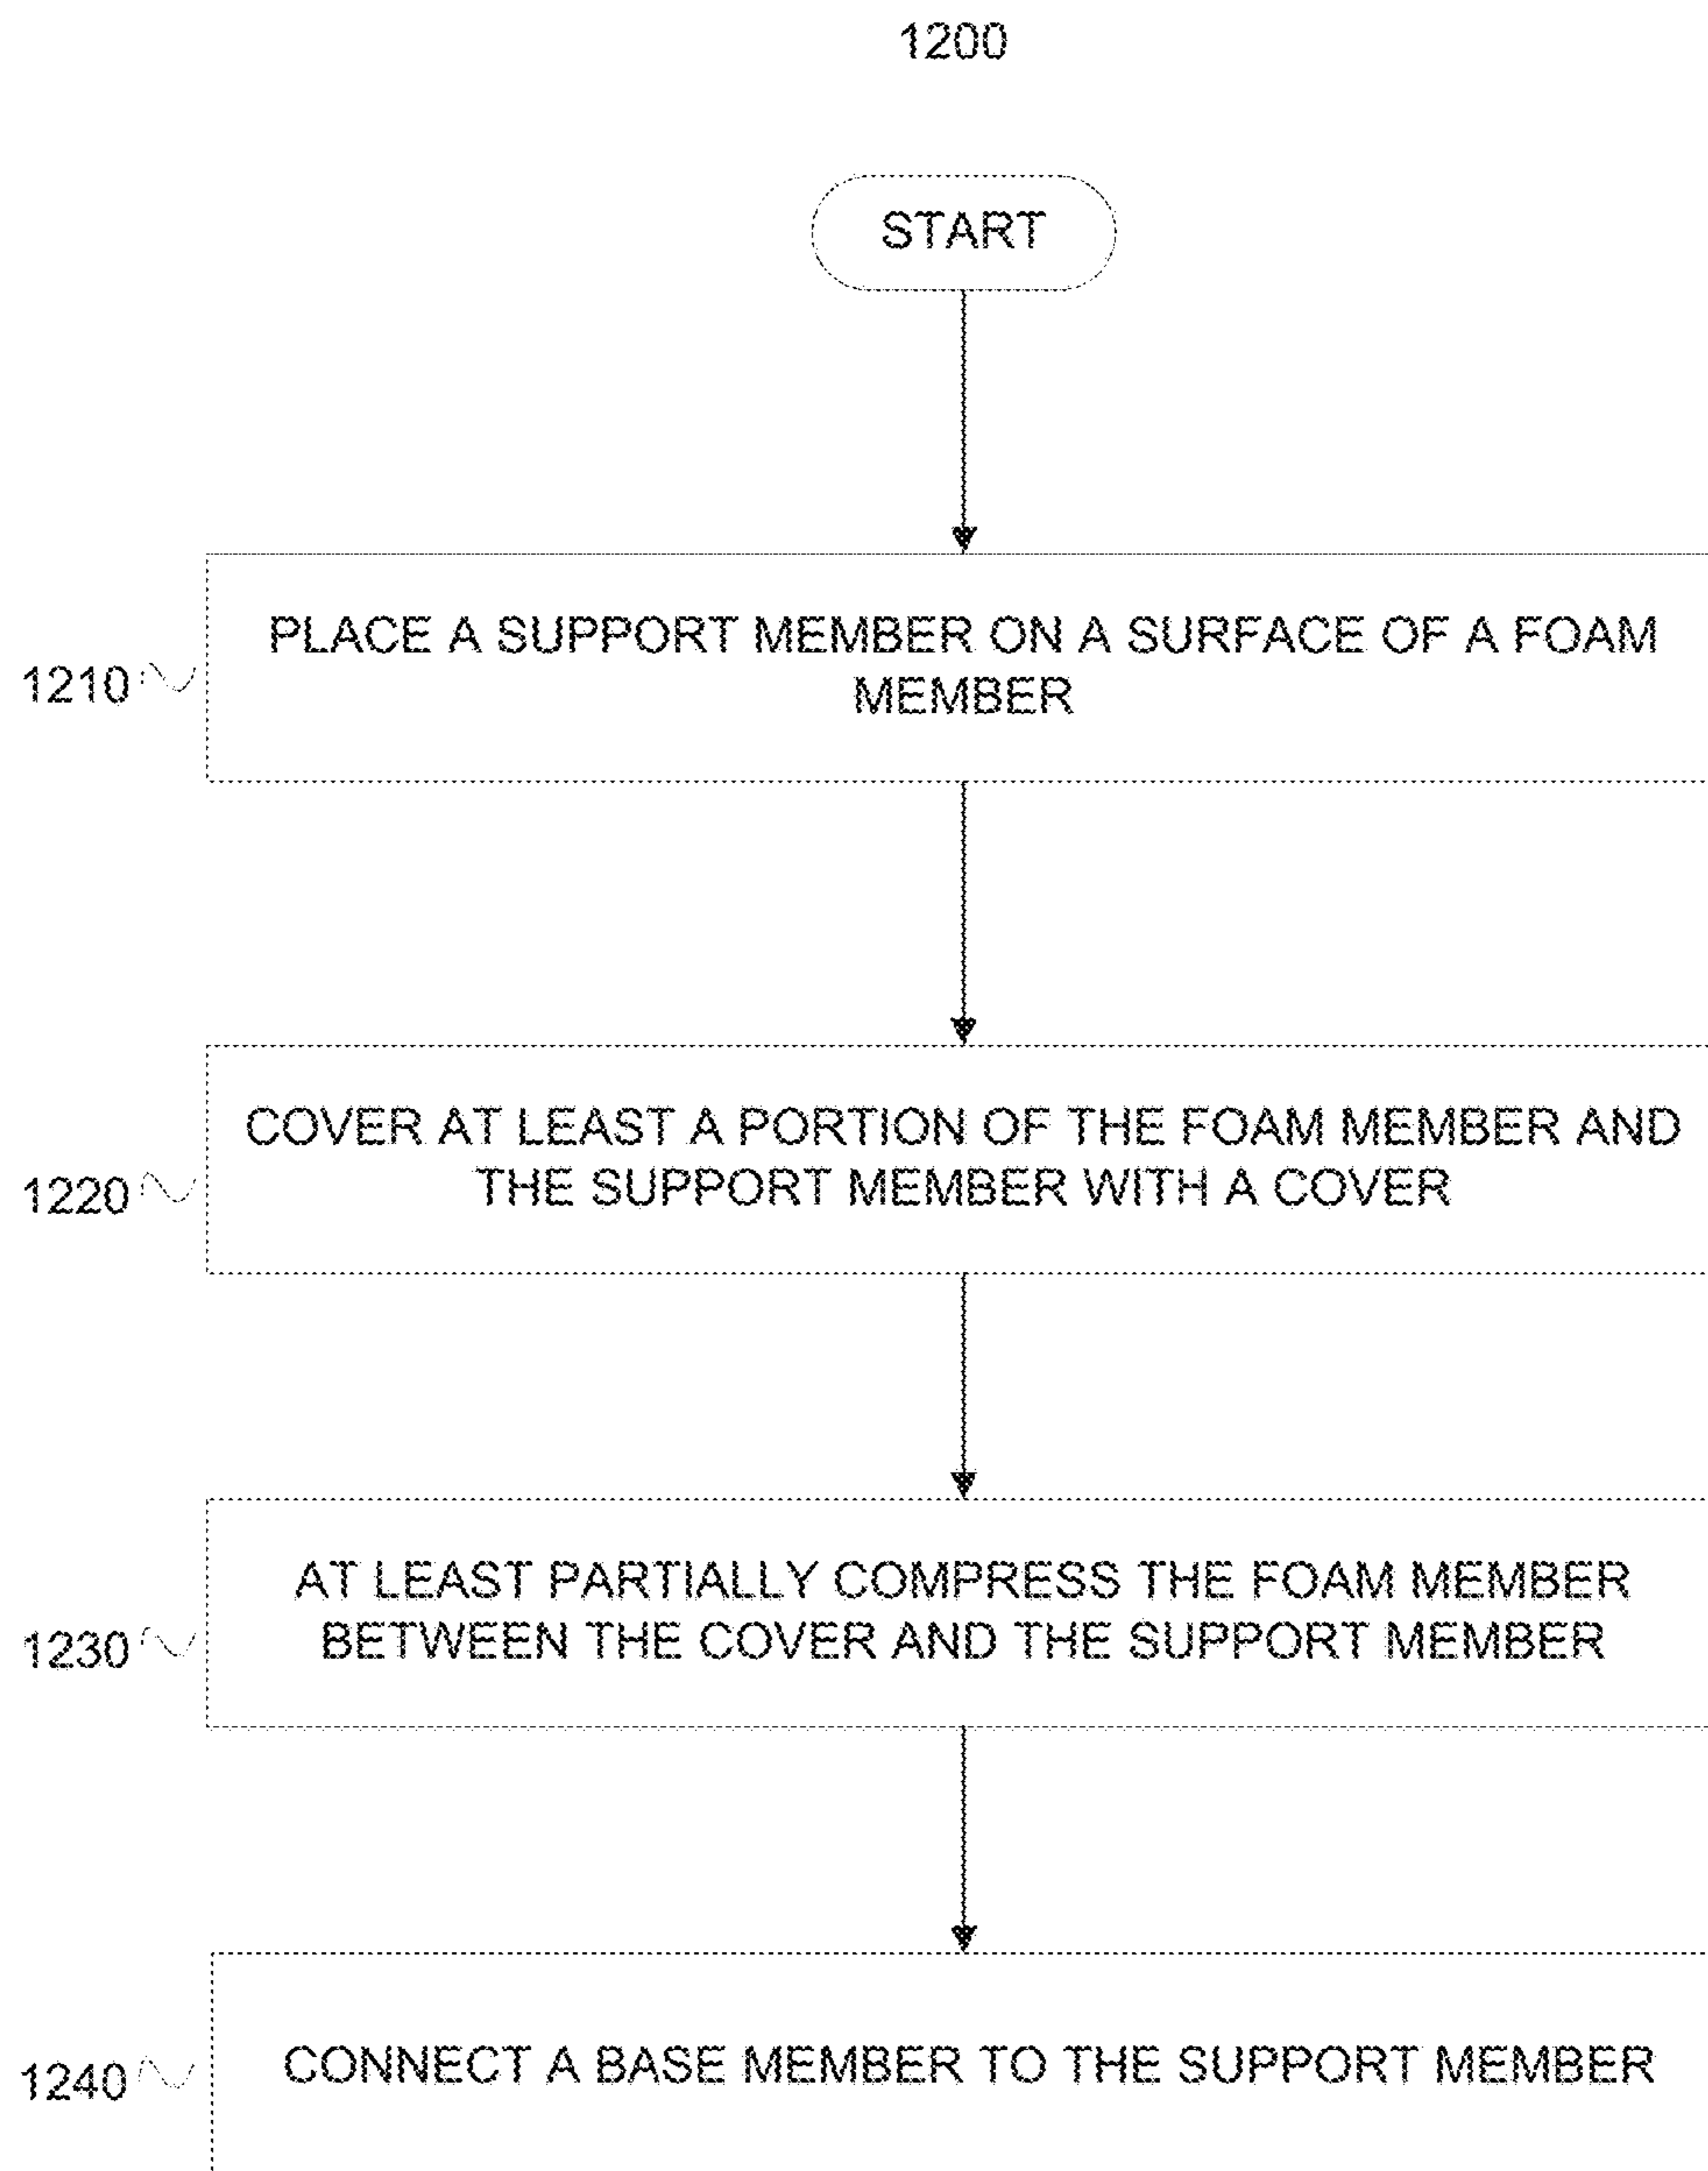 1200
START
PLACE A SUPPORT MEMBER ON A SURFACE OF A FOAM
MEMBER
1210
COVER AT LEAST A PORTION OF THE FOAM MEMBER AND
THE SUPPORT MEMBER WITH A COVER
1220
AT LEAST PARTIALLY COMPRESS THE FOAM MEMBER
BETWEEN THE COVER AND THE SUPPORT MEMBER
1230
CONNECT A BASE MEMBER TO THE SUPPORT MEMBER
1240